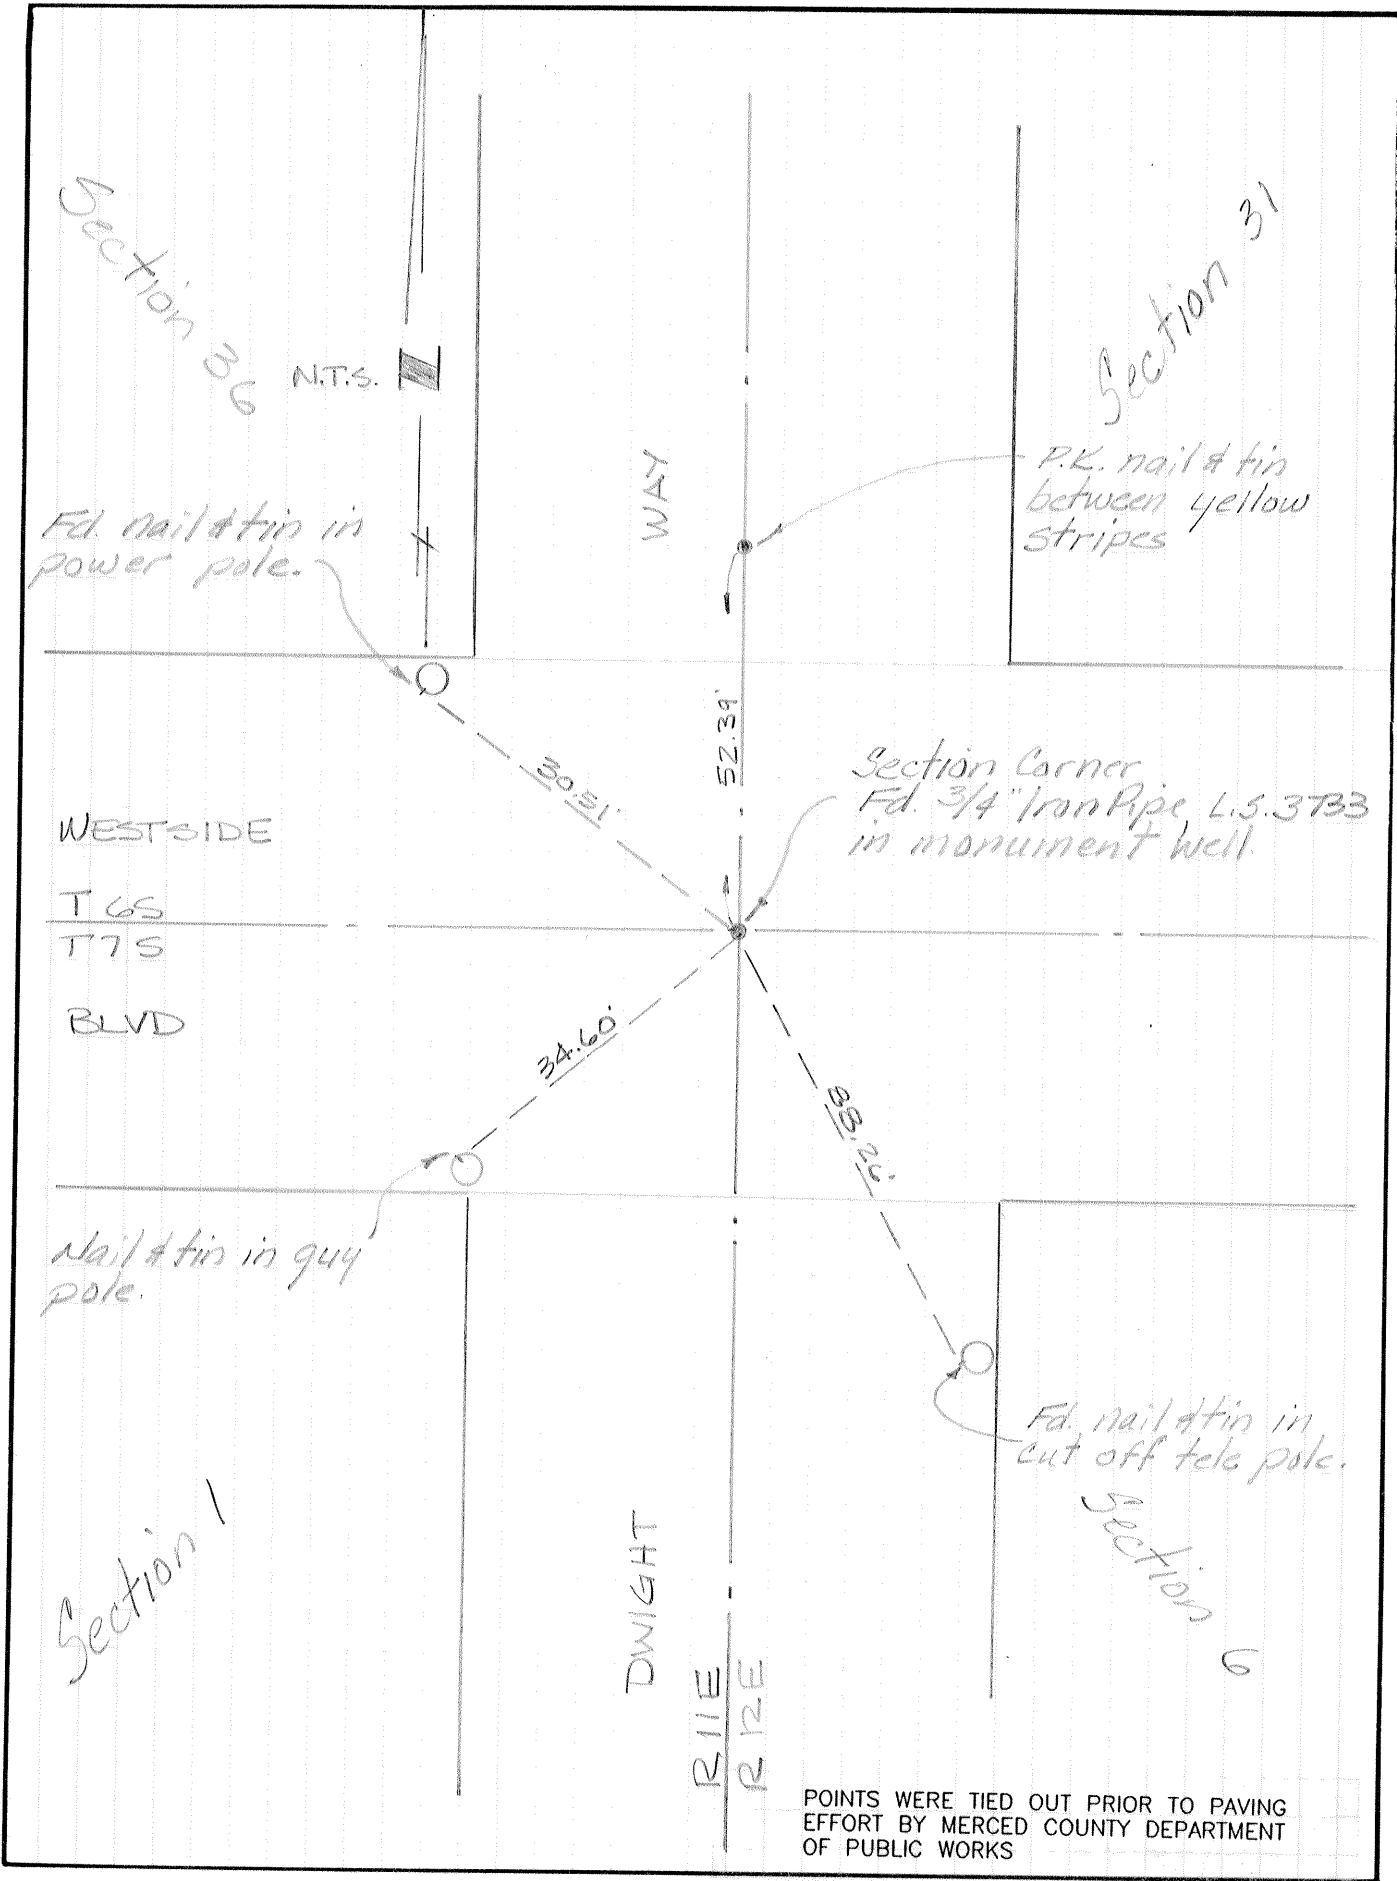 Section 36
N.T.S.
Section 31
WAY
P.K. nail & tin
between yellow
stripes
Fd. nail & tin in
power pole.
52.39'
30.51'
Section Corner
Fd. 3/4" Iron Pipe, L.S. 3733
in monument well.
WESTSIDE
T 6S
T 7S
BLVD
34.60'
88.26'
Nail & tin in guy
pole.
Fd. nail & tin in
cut off tele pole.
Section 1
Section 6
DWIGHT
R 11E
R 12E
POINTS WERE TIED OUT PRIOR TO PAVING
EFFORT BY MERCED COUNTY DEPARTMENT
OF PUBLIC WORKS